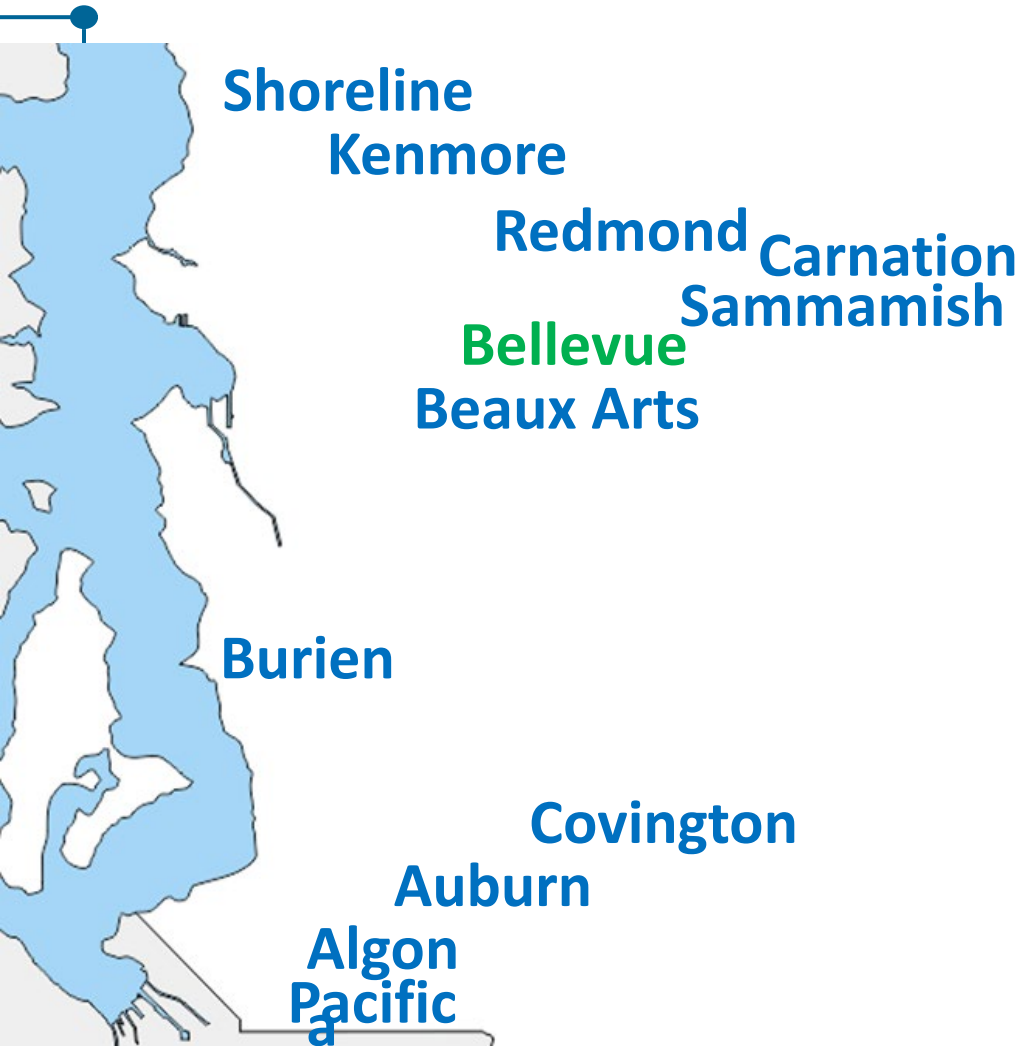 Shoreline
Kenmore
Redmond
Carnation
Sammamish
Bellevue
Beaux Arts
Burien
Covington
Auburn
Algon
a
Pacific